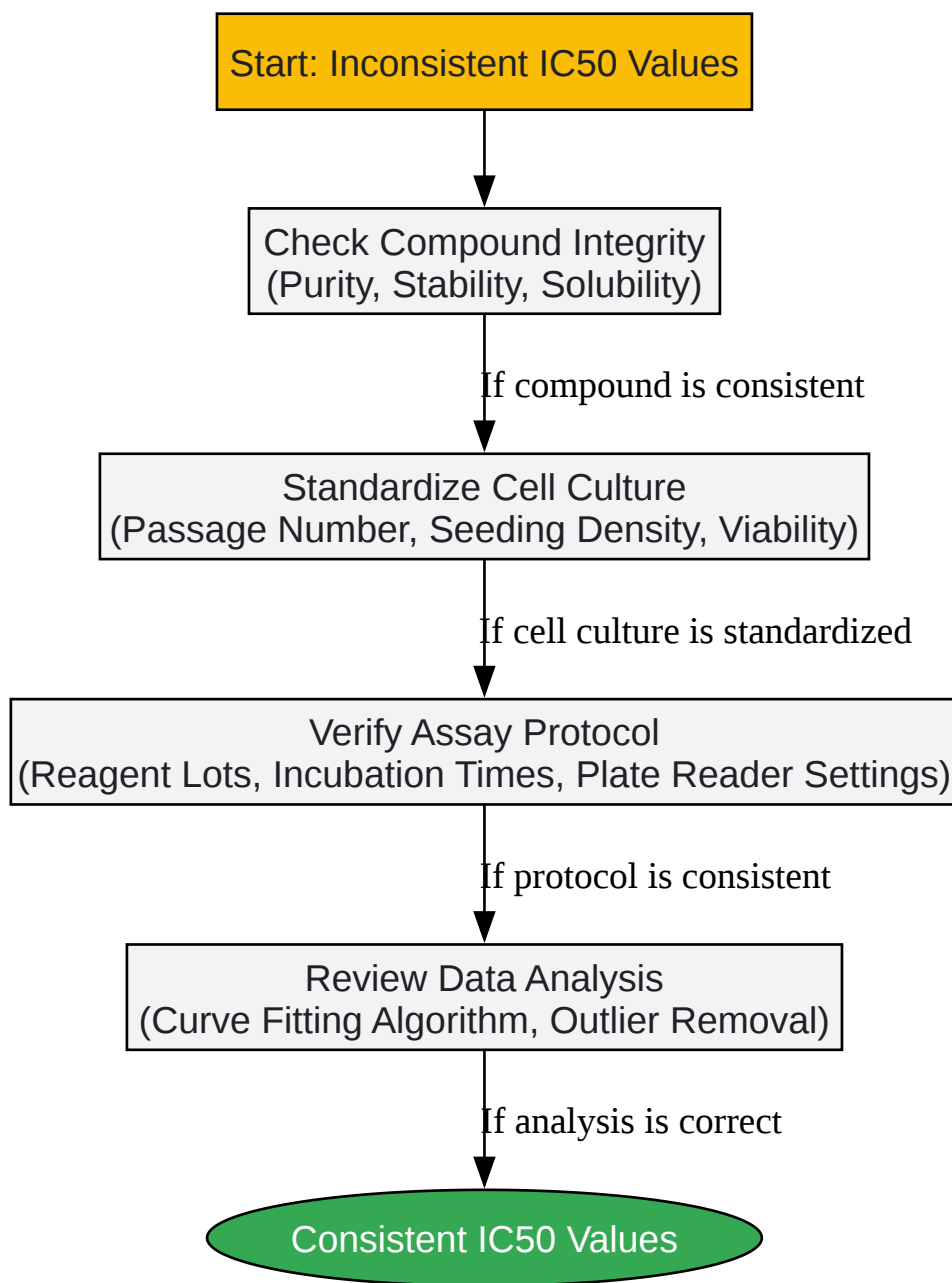 Start: Inconsistent IC50 Values
Check Compound Integrity
(Purity, Stability, Solubility)
If compound is consistent
Standardize Cell Culture
(Passage Number, Seeding Density, Viability)
If cell culture is standardized
Verify Assay Protocol
(Reagent Lots, Incubation Times, Plate Reader Settings)
If protocol is consistent
Review Data Analysis
(Curve Fitting Algorithm, Outlier Removal)
If analysis is correct
Consistent IC50 Values